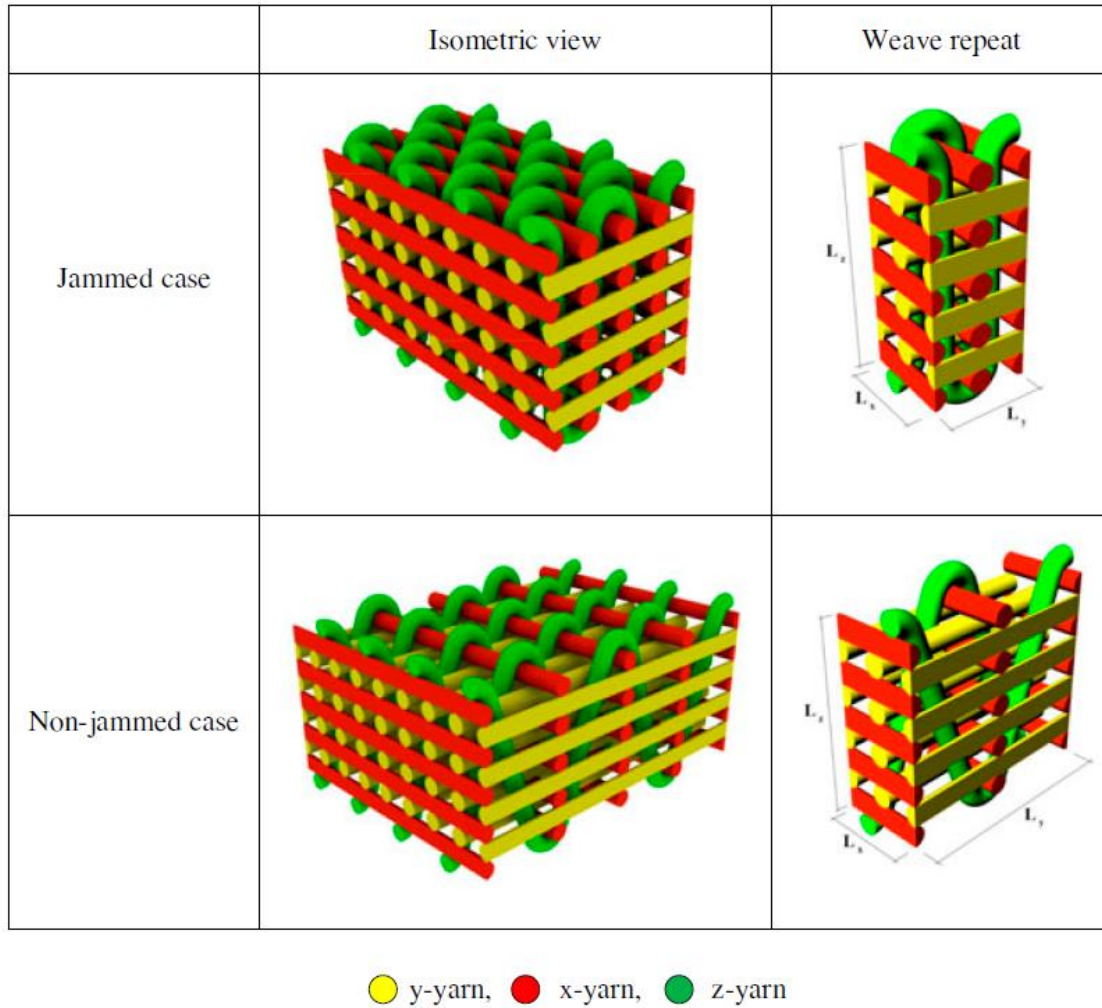 Isometric view
Weave repeat
Jammed case
L z
L x
L y
Non-jammed case
L z
L x
L y
y-yarn, x-yarn, z-yarn